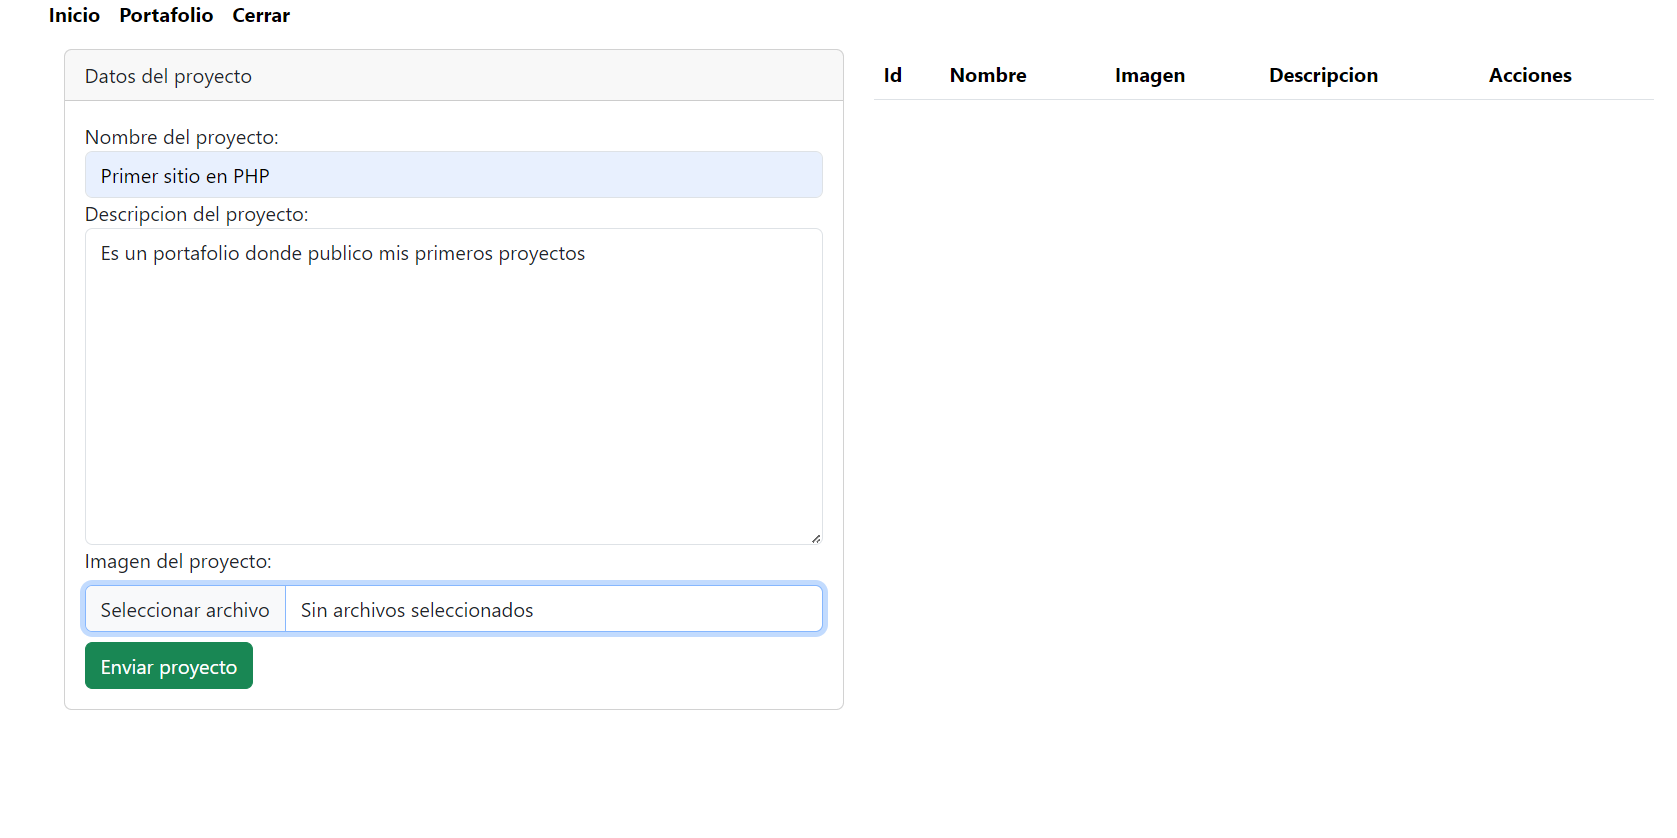 Inicio Portafolio Cerrar
Datos del proyecto
Nombre del proyecto:
Primer sitio en PHP
Descripcion del proyecto:
Es un portafolio donde publico mis primeros proyectos
Imagen del proyecto:
Seleccionar archivo Sin archivos seleccionados
Enviar proyecto
Id Nombre Imagen Descripcion Acciones